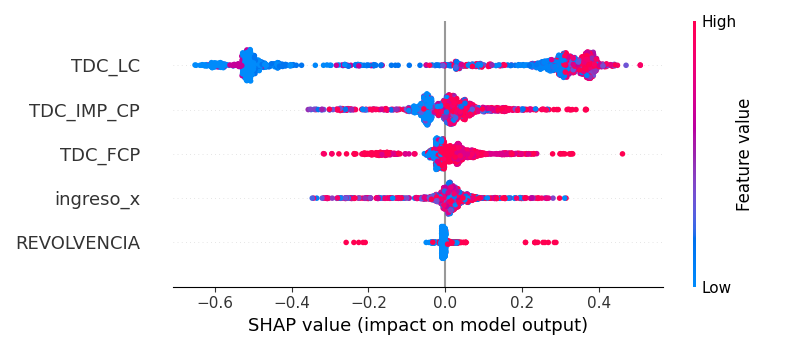 High
TDC_LC
TDC_IMP_CP
TDC_FCP
ingreso_x
REVOLVENCIA
Feature value
Low
−0.6
−0.4
−0.2
0.0
0.2
0.4
SHAP value (impact on model output)